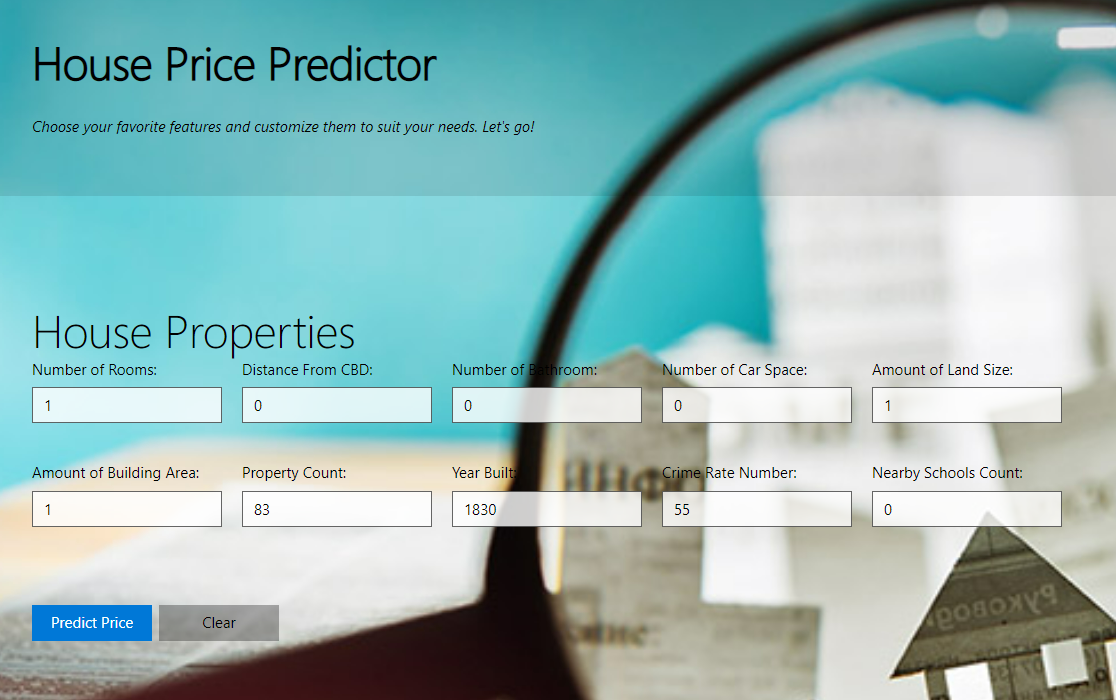 House Price Predictor
Choose your favorite features and customize them to suit your needs. Let's go!
House Properties
Number of Rooms: Distance From CBD: Number of Bathroom: Number of Car Space: Amount of Land Size:
1 0 0 0 1
Amount of Building Area: Property Count: Year Built: Crime Rate Number: Nearby Schools Count:
1 83 1830 55 0
Predict Price Clear